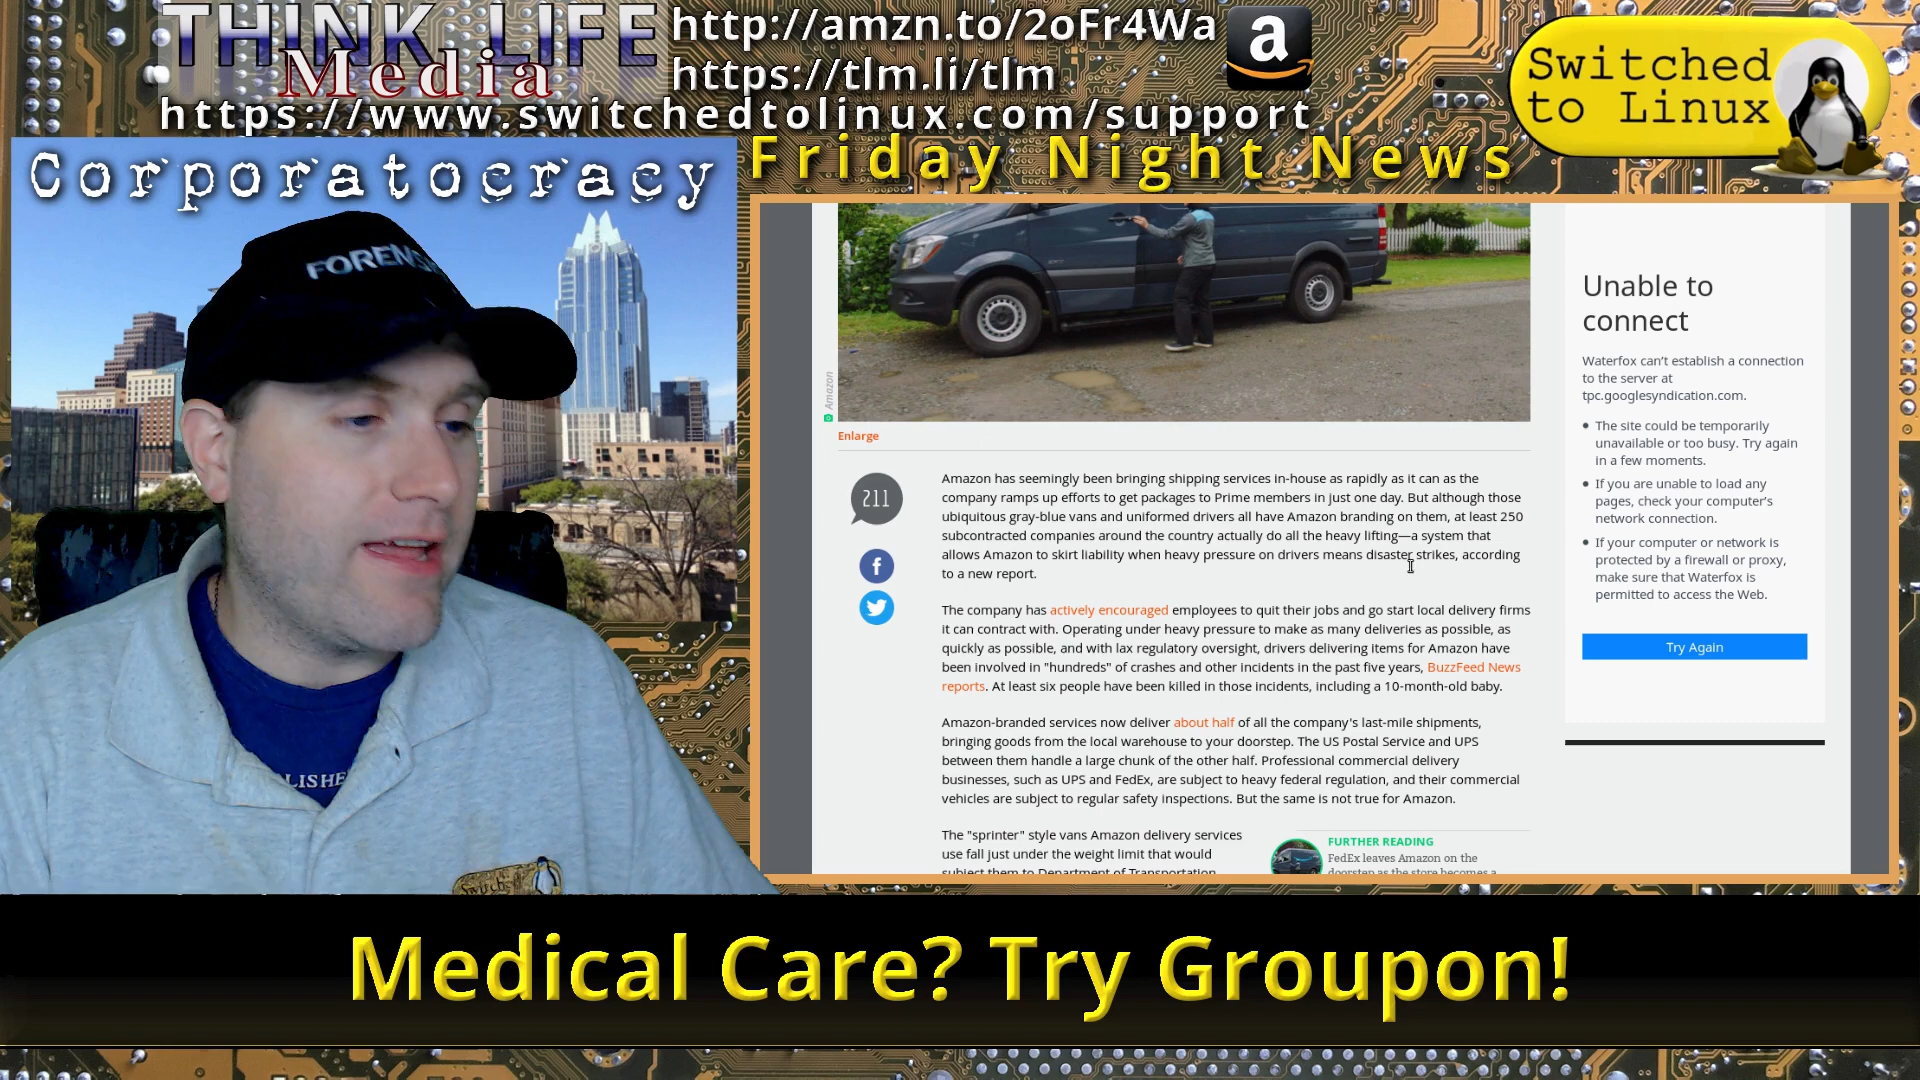 THINK LIFE
Media
http://amzn.to/2oFr4Wa
https://tlm.li/tlm
https://www.switchedtolinux.com/support
a
Switched
to Linux
Corporatocracy
Friday Night News
LISHE
Switch
Amazon
Enlarge
211
Amazon has seemingly been bringing shipping services in-house as rapidly as it can as the
company ramps up efforts to get packages to Prime members in just one day. But although those
ubiquitous gray-blue vans and uniformed drivers all have Amazon branding on them, at least 250
subcontracted companies around the country actually do all the heavy lifting—a system that
allows Amazon to skirt liability when heavy pressure on drivers means disaster strikes, according
to a new report.
The company has actively encouraged employees to quit their jobs and go start local delivery firms
it can contract with. Operating under heavy pressure to make as many deliveries as possible, as
quickly as possible, and with lax regulatory oversight, drivers delivering items for Amazon have
been involved in "hundreds" of crashes and other incidents in the past five years, BuzzFeed News
reports. At least six people have been killed in those incidents, including a 10-month-old baby.
Amazon-branded services now deliver about half of all the company's last-mile shipments,
bringing goods from the local warehouse to your doorstep. The US Postal Service and UPS
between them handle a large chunk of the other half. Professional commercial delivery
businesses, such as UPS and FedEx, are subject to heavy federal regulation, and their commercial
vehicles are subject to regular safety inspections. But the same is not true for Amazon.
The "sprinter" style vans Amazon delivery services
use fall just under the weight limit that would
subject them to Department of Transportation
FURTHER READING
FedEx leaves Amazon on the
doorstep as the store becomes a
Unable to
connect
Waterfox can't establish a connection
to the server at
tpc.googlesyndication.com.
The site could be temporarily
unavailable or too busy. Try again
in a few moments.
If you are unable to load any
pages, check your computer's
network connection.
If your computer or network is
protected by a firewall or proxy,
make sure that Waterfox is
permitted to access the Web.
Try Again
Medical Care? Try Groupon!